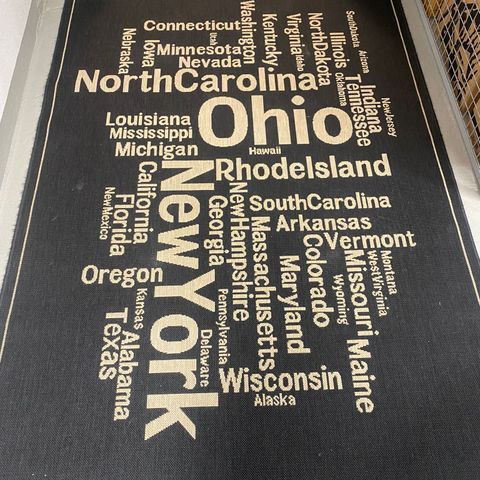 Connecticut
Nebraska
Iowa
Utah
Minnesota
Nevada
Washington
Kentucky
Virginia
Idaho
NorthDakota
Illinois
Oklahoma
SouthDakota
Arizona
Tennessee
Indiana
NewJersey
NorthCarolina
Ohio
Hawaii
Louisiana
Mississippi
Michigan
RhodeIsland
California
NewMexico
Florida
NewYork
Georgia
NewHampshire
SouthCarolina
Arkansas
Massachusetts
Maryland
Colorado
Vermont
Missouri
WestVirginia
Montana
Wyoming
Maine
Oregon
Kansas
Texas
Alabama
Delaware
Pennsylvania
Wisconsin
Alaska